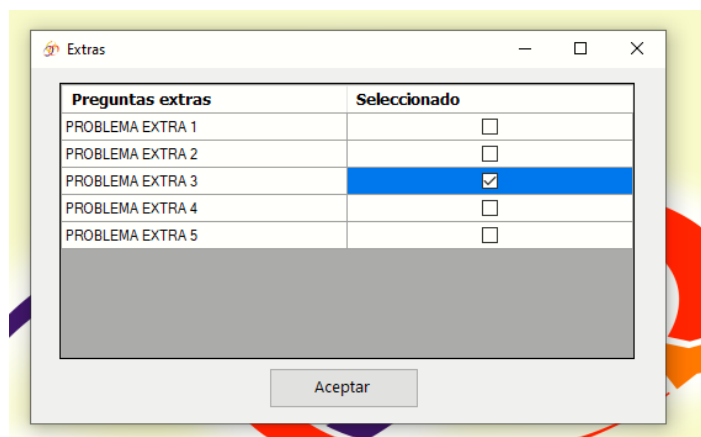 Extras
Preguntas extras Seleccionado
PROBLEMA EXTRA 1
PROBLEMA EXTRA 2
PROBLEMA EXTRA 3
PROBLEMA EXTRA 4
PROBLEMA EXTRA 5
Aceptar